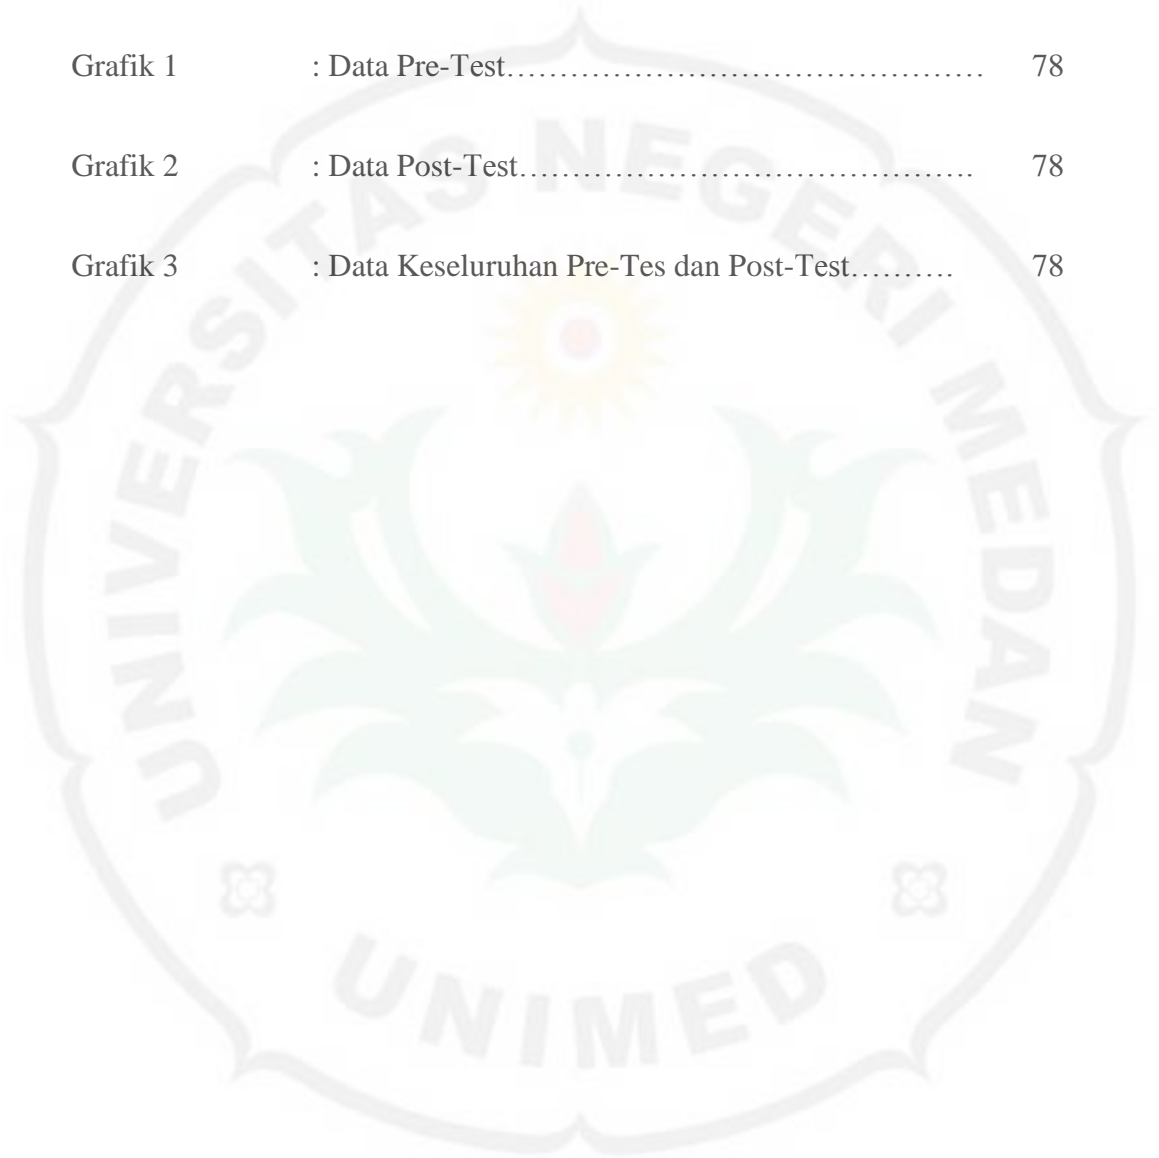 Grafik 1 : Data Pre-Test……………………………………… 78
Grafik 2 : Data Post-Test……………………………………. 78
Grafik 3 : Data Keseluruhan Pre-Tes dan Post-Test………. 78
UNIVERSITAS NEGERI MEDAN
UNIMED